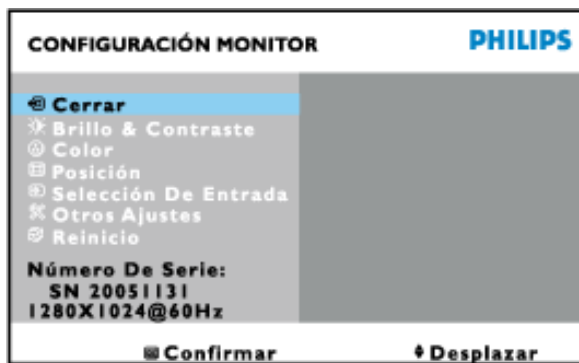 CONFIGURACIÓN MONITOR PHILIPS
Cerrar
Brillo & Contraste
Color
Posición
Selección De Entrada
Otros Ajustes
Reinicio
Número De Serie:
SN 20051131
1280X1024@60Hz
Confirmar Desplazar